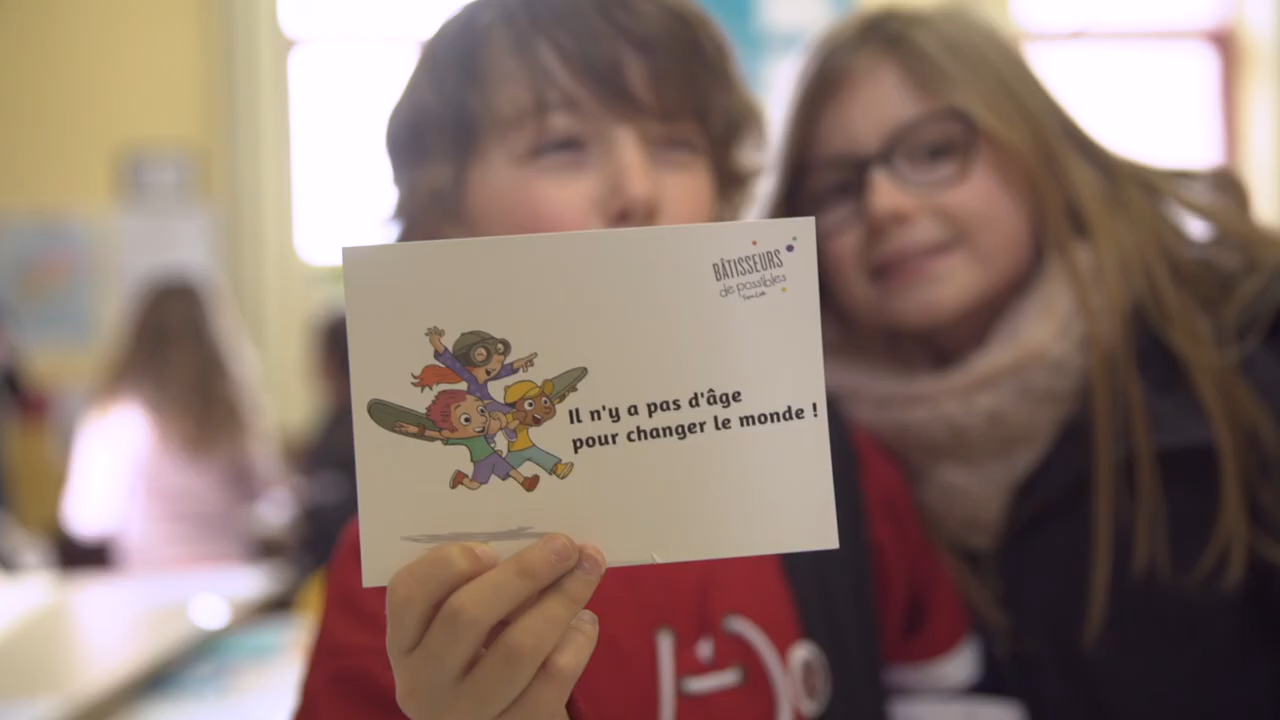 BÂTISSEURS
de possibles
Il n'y a pas d'âge
pour changer le monde !